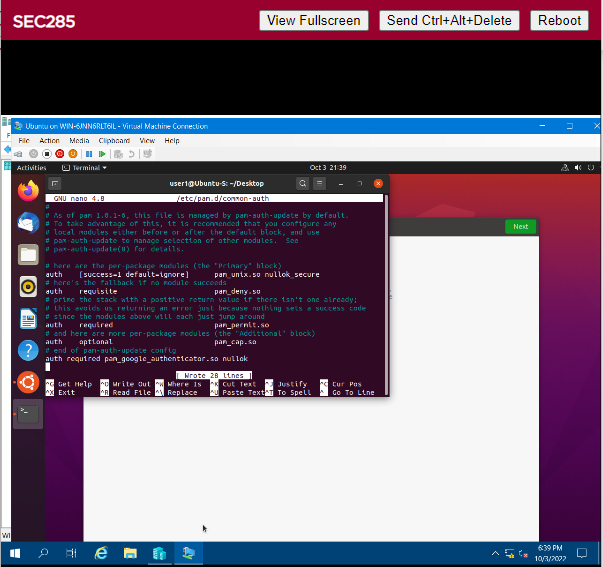 SEC285
View Fullscreen
Send Ctrl+Alt+Delete
Reboot
Ubuntu on WIN-6JNN6RLT6IL - Virtual Machine Connection
File Action Media Clipboard View Help
Activities
Terminal
Oct 3 21:39
user1@Ubuntu-S: ~/Desktop
GNU nano 4.8 /etc/pam.d/common-auth
#
# As of pam 1.0.1-6, this file is managed by pam-auth-update by default.
# To take advantage of this, it is recommended that you configure any
# local modules either before or after the default block, and use
# pam-auth-update to manage selection of other modules. See
# pam-auth-update(8) for details.
# here are the per-package modules (the "Primary" block)
auth [success=1 default=ignore] pam_unix.so nullok_secure
# here's the fallback if no module succeeds
auth requisite pam_deny.so
# prime the stack with a positive return value if there isn't one already;
# this avoids us returning an error just because nothing sets a success code
# since the modules above will each just jump around
auth required pam_permit.so
# and here are more per-package modules (the "Additional" block)
auth optional pam_cap.so
# end of pam-auth-update config
auth required pam_google_authenticator.so nullok
[ Wrote 28 lines ]
^G Get Help ^O Write Out ^W Where Is ^K Cut Text ^J Justify ^C Cur Pos
^X Exit ^R Read File ^\ Replace ^U Paste Text ^T To Spell ^_ Go To Line
Next
6:39 PM
10/3/2022